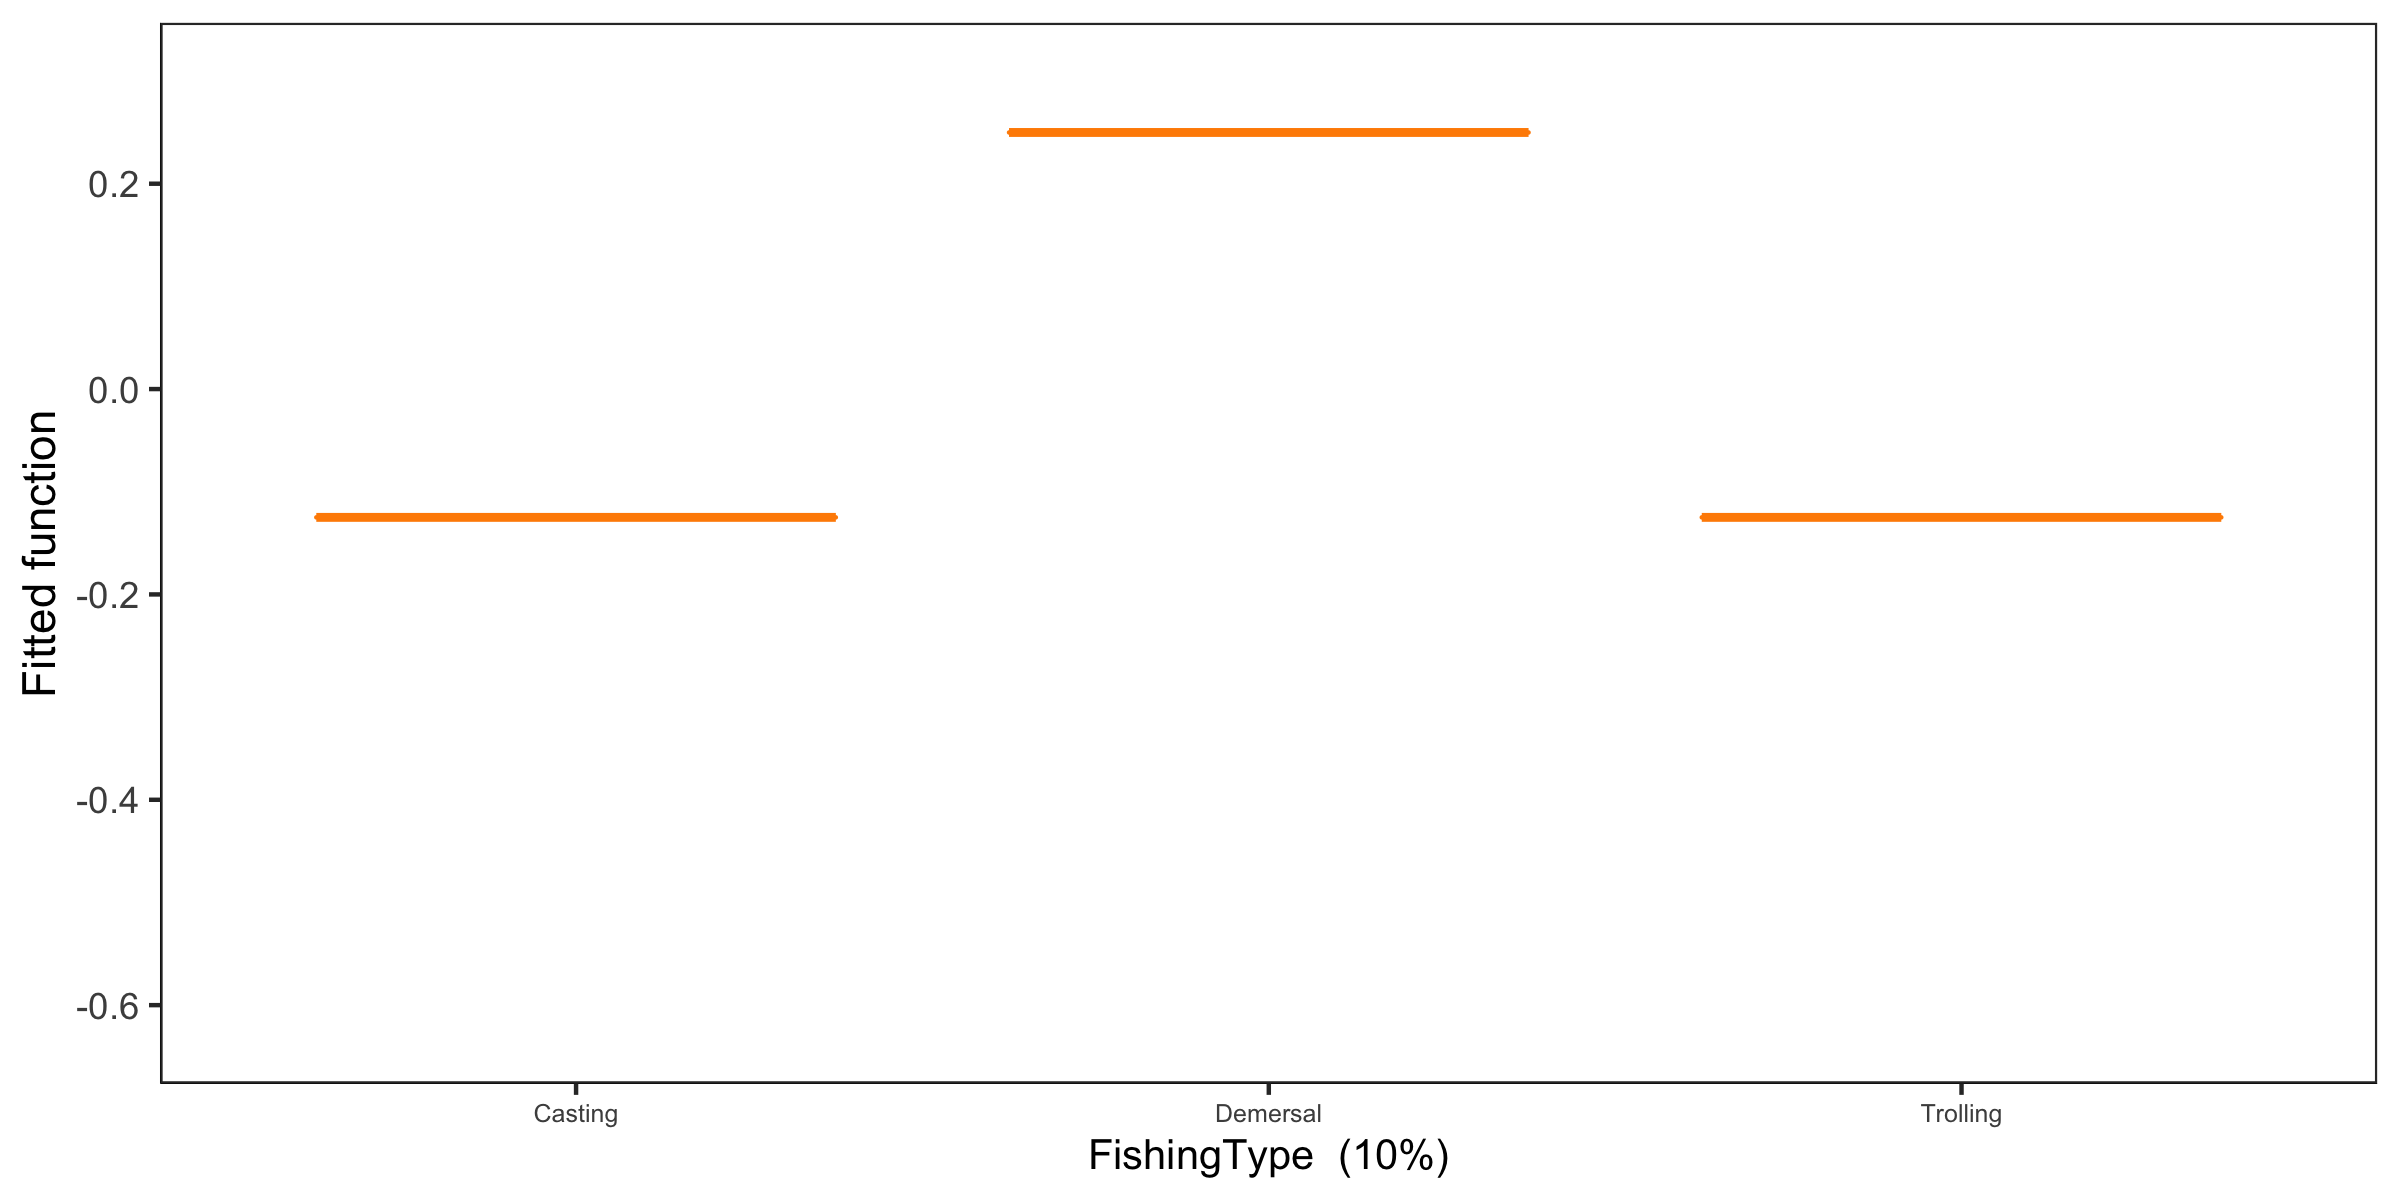 Fitted function
0.2
0.0
-0.2
-0.4
-0.6
Casting Demersal Trolling
FishingType (10%)